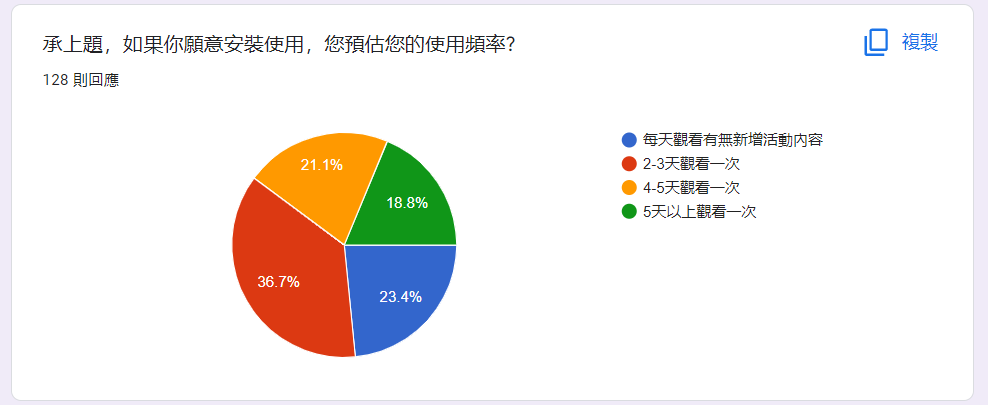 承上題，如果你願意安裝使用，您預估您的使用頻率?
複製
128 則回應
21.1%
18.8%
36.7%
23.4%
每天觀看有無新增活動內容
2-3天觀看一次
4-5天觀看一次
5天以上觀看一次